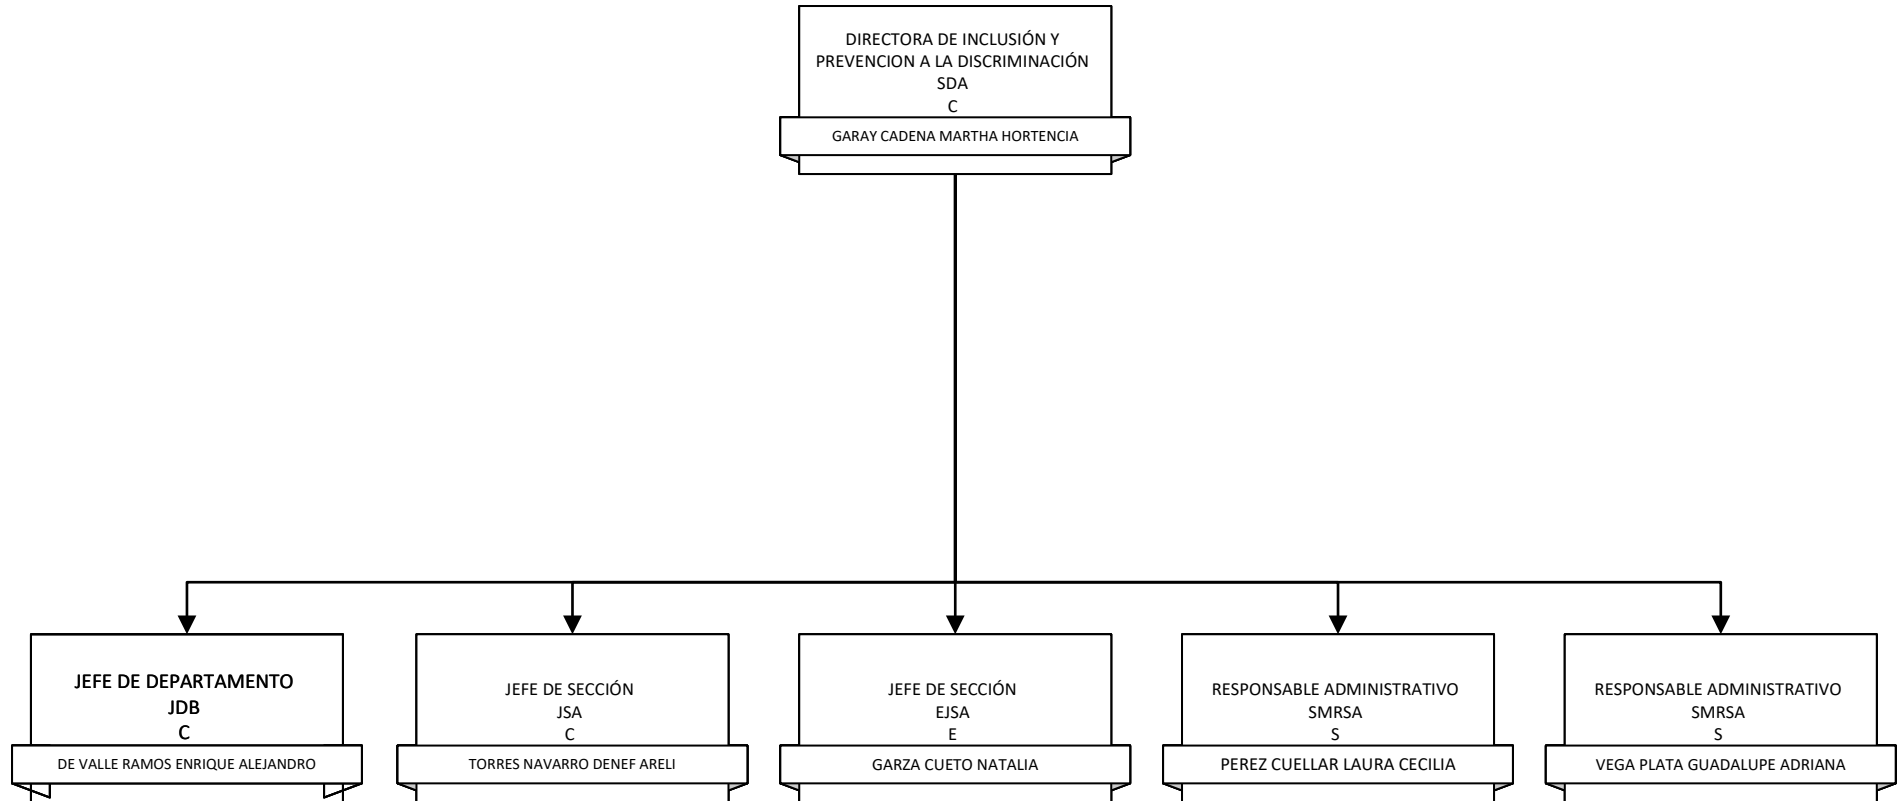 DIRECTORA DE INCLUSIÓN Y
PREVENCION A LA DISCRIMINACIÓN
SDA
C
GARAY CADENA MARTHA HORTENCIA
JEFE DE DEPARTAMENTO
JDB
C
DE VALLE RAMOS ENRIQUE ALEJANDRO
JEFE DE SECCIÓN
JSA
C
TORRES NAVARRO DENEF ARELI
JEFE DE SECCIÓN
EJSA
E
GARZA CUETO NATALIA
RESPONSABLE ADMINISTRATIVO
SMRSA
S
PEREZ CUELLAR LAURA CECILIA
RESPONSABLE ADMINISTRATIVO
SMRSA
S
VEGA PLATA GUADALUPE ADRIANA